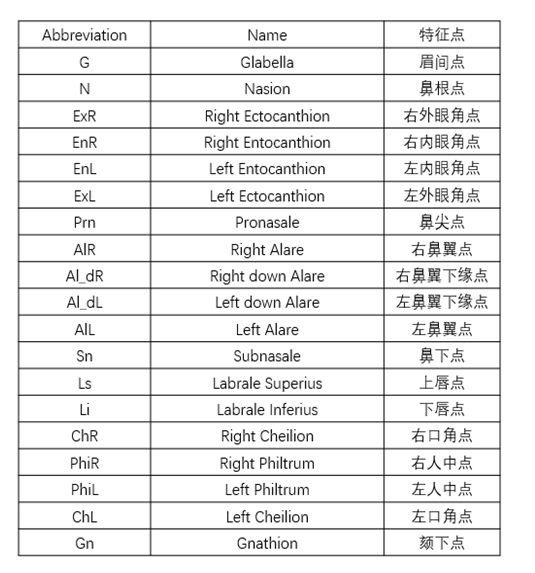 Abbreviation Name 特征点
G Glabella 眉间点
N Nasion 鼻根点
ExR Right Ectocanthion 右外眼角点
EnR Right Entocanthion 右内眼角点
EnL Left Entocanthion 左内眼角点
ExL Left Ectocanthion 左外眼角点
Prn Pronasale 鼻尖点
AlR Right Alare 右鼻翼点
Al_dR Right down Alare 右鼻翼下缘点
Al_dL Left down Alare 左鼻翼下缘点
AlL Left Alare 左鼻翼点
Sn Subnasale 鼻下点
Ls Labrale Superius 上唇点
Li Labrale Inferius 下唇点
ChR Right Cheilion 右口角点
PhiR Right Philtrum 右人中点
PhiL Left Philtrum 左人中点
ChL Left Cheilion 左口角点
Gn Gnathion 颏下点